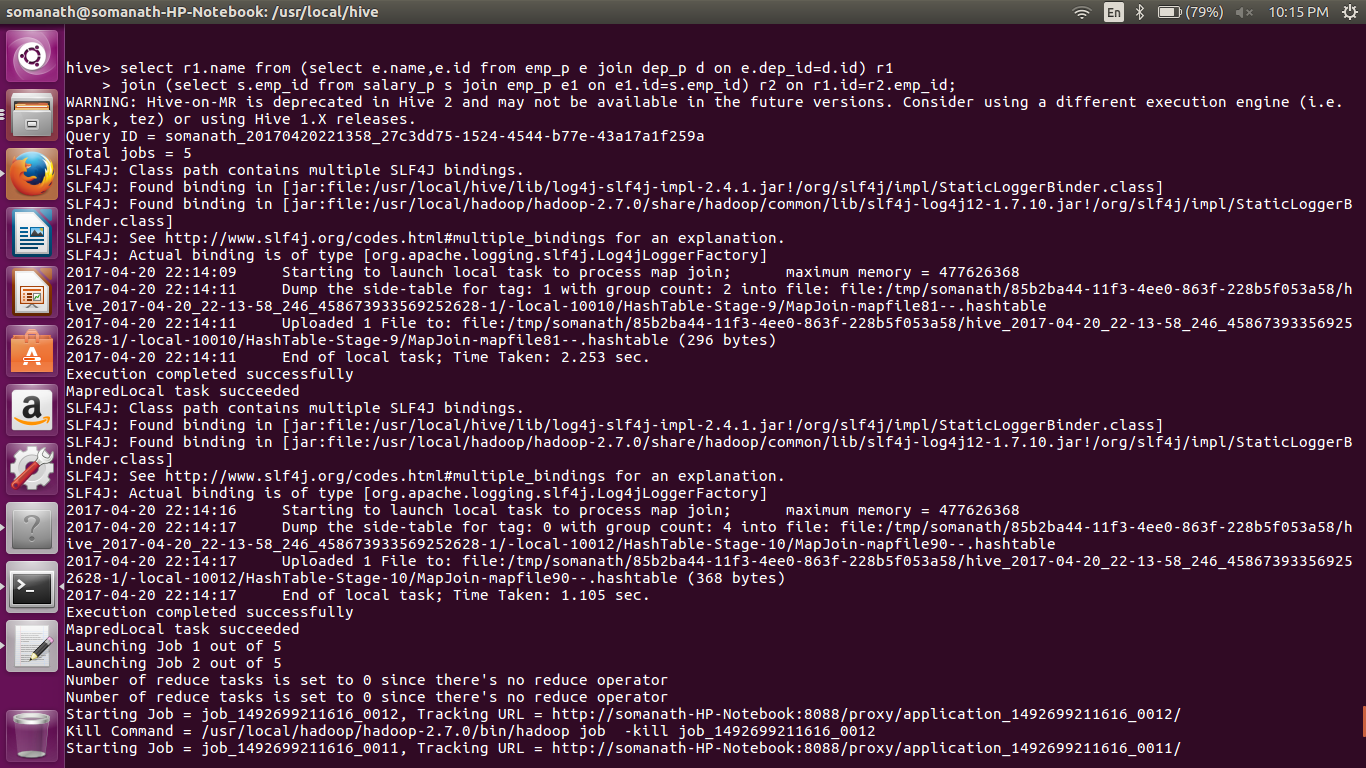 somanath@somanath-HP-Notebook: /usr/local/hive
En
(79%)
10:15 PM
hive> select r1.name from (select e.name,e.id from emp_p e join dep_p d on e.dep_id=d.id) r1
    > join (select s.emp_id from salary_p s join emp_p e1 on e1.id=s.emp_id) r2 on r1.id=r2.emp_id;
WARNING: Hive-on-MR is deprecated in Hive 2 and may not be available in the future versions. Consider using a different execution engine (i.e.
spark, tez) or using Hive 1.X releases.
Query ID = somanath_20170420221358_27c3dd75-1524-4544-b77e-43a17a1f259a
Total jobs = 5
SLF4J: Class path contains multiple SLF4J bindings.
SLF4J: Found binding in [jar:file:/usr/local/hive/lib/log4j-slf4j-impl-2.4.1.jar!/org/slf4j/impl/StaticLoggerBinder.class]
SLF4J: Found binding in [jar:file:/usr/local/hadoop/hadoop-2.7.0/share/hadoop/common/lib/slf4j-log4j12-1.7.10.jar!/org/slf4j/impl/StaticLoggerB
inder.class]
SLF4J: See http://www.slf4j.org/codes.html#multiple_bindings for an explanation.
SLF4J: Actual binding is of type [org.apache.logging.slf4j.Log4jLoggerFactory]
2017-04-20 22:14:09     Starting to launch local task to process map join;      maximum memory = 477626368
2017-04-20 22:14:11     Dump the side-table for tag: 1 with group count: 2 into file: file:/tmp/somanath/85b2ba44-11f3-4ee0-863f-228b5f053a58/h
ive_2017-04-20_22-13-58_246_4586739335692526​28-1/-local-10010/HashTable-Stage-9/MapJoin-mapfile81--.hashtable
2017-04-20 22:14:11     Uploaded 1 File to: file:/tmp/somanath/85b2ba44-11f3-4ee0-863f-228b5f053a58/hive_2017-04-20_22-13-58_246_45867393356925
2628-1/-local-10010/HashTable-Stage-9/MapJoin-mapfile81--.hashtable (296 bytes)
2017-04-20 22:14:11     End of local task; Time Taken: 2.253 sec.
Execution completed successfully
MapredLocal task succeeded
SLF4J: Class path contains multiple SLF4J bindings.
SLF4J: Found binding in [jar:file:/usr/local/hive/lib/log4j-slf4j-impl-2.4.1.jar!/org/slf4j/impl/StaticLoggerBinder.class]
SLF4J: Found binding in [jar:file:/usr/local/hadoop/hadoop-2.7.0/share/hadoop/common/lib/slf4j-log4j12-1.7.10.jar!/org/slf4j/impl/StaticLoggerB
inder.class]
SLF4J: See http://www.slf4j.org/codes.html#multiple_bindings for an explanation.
SLF4J: Actual binding is of type [org.apache.logging.slf4j.Log4jLoggerFactory]
2017-04-20 22:14:16     Starting to launch local task to process map join;      maximum memory = 477626368
2017-04-20 22:14:17     Dump the side-table for tag: 0 with group count: 4 into file: file:/tmp/somanath/85b2ba44-11f3-4ee0-863f-228b5f053a58/h
ive_2017-04-20_22-13-58_246_458673933569252628-1/-local-10012/HashTable-Stage-10/MapJoin-mapfile90--.hashtable
2017-04-20 22:14:17     Uploaded 1 File to: file:/tmp/somanath/85b2ba44-11f3-4ee0-863f-228b5f053a58/hive_2017-04-20_22-13-58_246_45867393356925
2628-1/-local-10012/HashTable-Stage-10/MapJoin-mapfile90--.hashtable (368 bytes)
2017-04-20 22:14:17     End of local task; Time Taken: 1.105 sec.
Execution completed successfully
MapredLocal task succeeded
Launching Job 1 out of 5
Launching Job 2 out of 5
Number of reduce tasks is set to 0 since there's no reduce operator
Number of reduce tasks is set to 0 since there's no reduce operator
Starting Job = job_1492699211616_0012, Tracking URL = http://somanath-HP-Notebook:8088/proxy/application_1492699211616_0012/
Kill Command = /usr/local/hadoop/hadoop-2.7.0/bin/hadoop job  -kill job_1492699211616_0012
Starting Job = job_1492699211616_0011, Tracking URL = http://somanath-HP-Notebook:8088/proxy/application_1492699211616_0011/